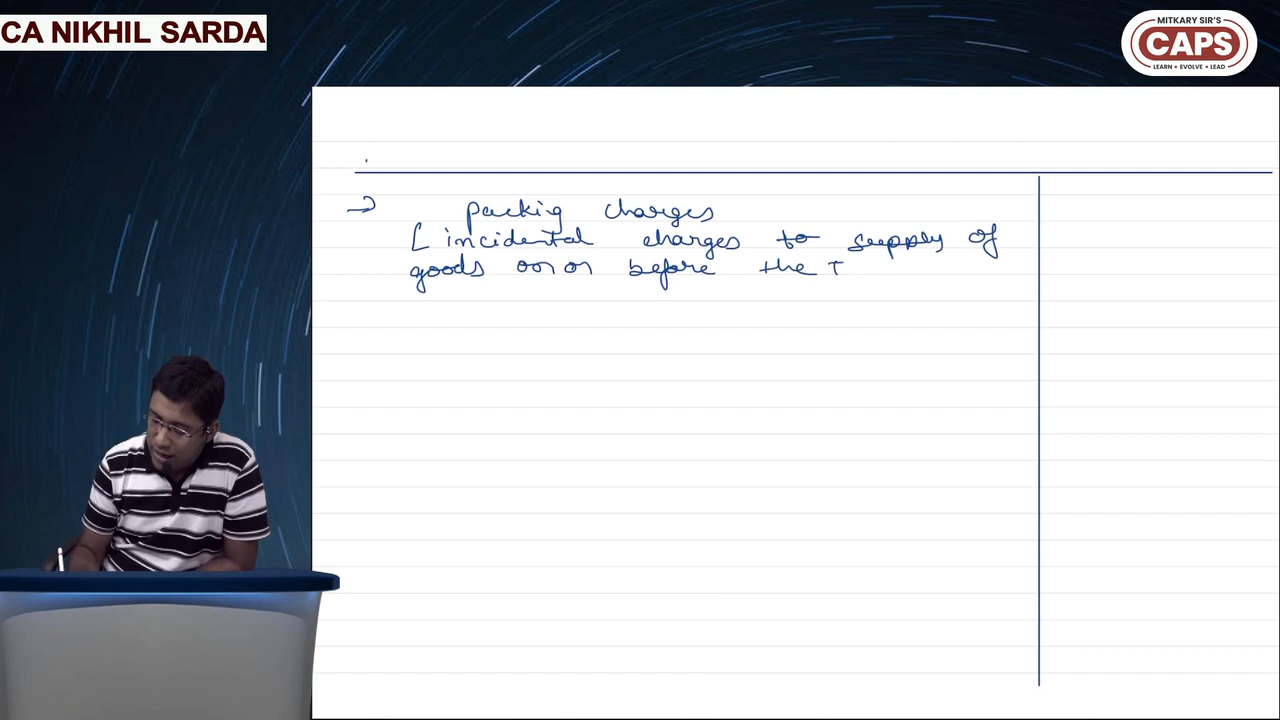 CA NIKHIL SARDA
MITKARY SIR'S
CAPS
LEARN • EVOLVE • LEAD
→ packing charges
[ incidental charges to supply of
goods on or before the T